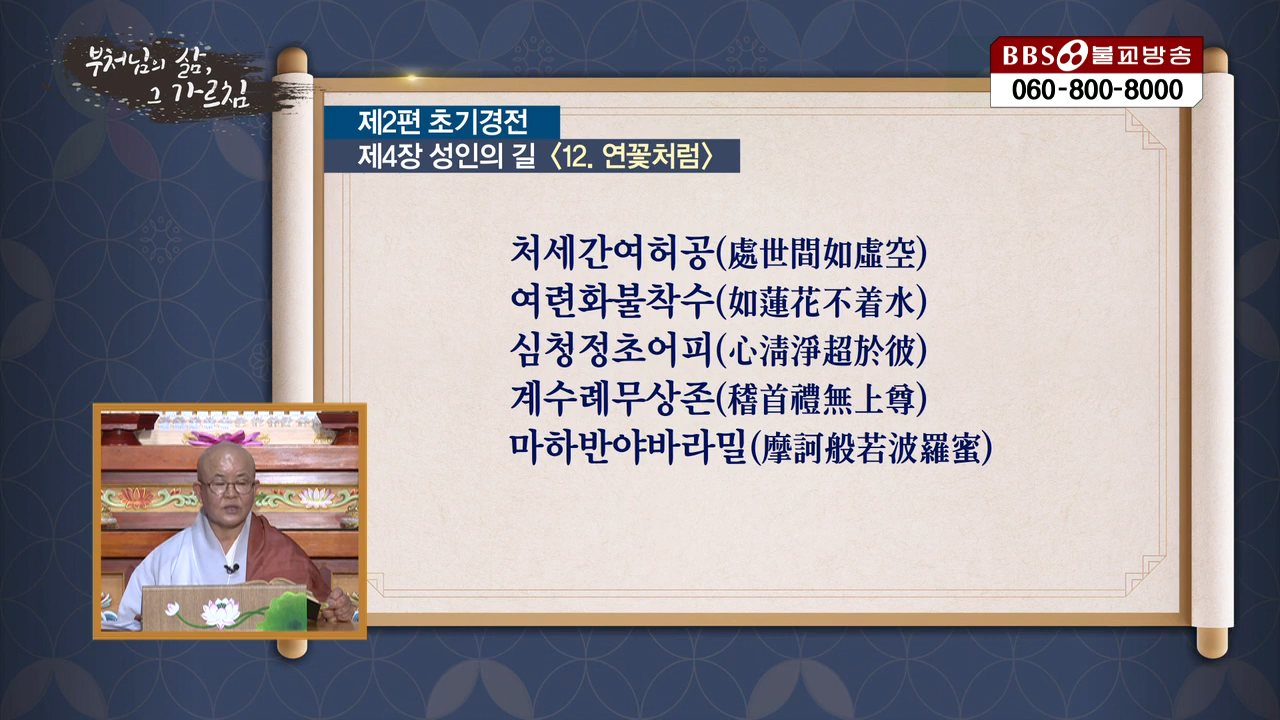 부처님의 삶,
그 가르침
BBS 불교방송
060-800-8000
제2편 초기경전
제4장 성인의 길 〈12. 연꽃처럼〉
처세간여허공(處世間如虛空)
여련화불착수(如蓮花不着水)
심청정초어피(心淸淨超於彼)
계수례무상존(稽首禮無上尊)
마하반야바라밀(摩訶般若波羅蜜)